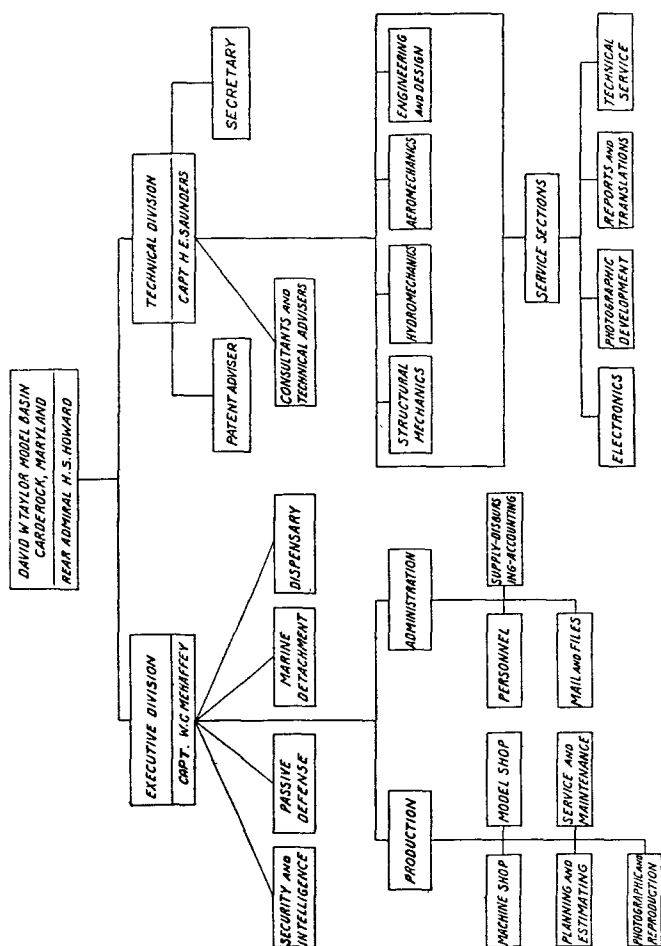 DAVID W TAYLOR MODEL BASIN
CARDEROCK, MARYLAND
REAR ADMIRAL H. S. HOWARD
EXECUTIVE DIVISION
CAPT. W.G MEHAFFEY
TECHNICAL DIVISION
CAPT H E. SAUNDERS
SECURITY AND
INTELLIGENCE
PASSIVE
DEFENSE
MARINE
DETACHMENT
DISPENSARY
PATENT ADVISER
CONSULTANTS AND
TECHNICAL ADVISERS
SECRETARY
PRODUCTION
ADMINISTRATION
STRUCTURAL
MECHANICS
HYDROMECHANICS
AEROMECHANICS
ENGINEERING
AND DESIGN
MACHINE SHOP
MODEL SHOP
PERSONNEL
SUPPLY-DISBURS
ING-ACCOUNTING
PLANNING AND
ESTIMATING
SERVICE AND
MAINTENANCE
MAIL AND FILES
PHOTOGRAPHIC AND
REPRODUCTION
SERVICE SECTIONS
ELECTRONICS
PHOTOGRAPHIC
DEVELOPMENT
REPORTS AND
TRANSLATIONS
TECHNICAL
SERVICE